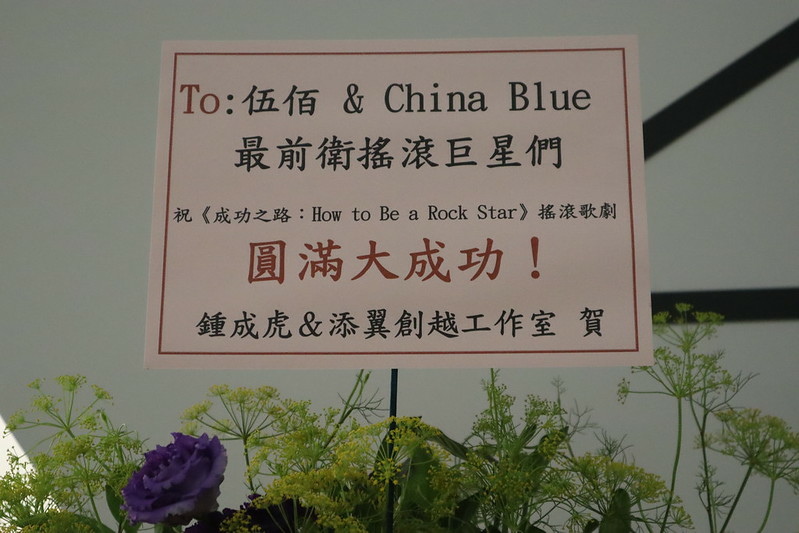 To:伍佰 & China Blue
最前衛搖滾巨星們
祝《成功之路：How to Be a Rock Star》搖滾歌劇
圓滿大成功！
鍾成虎＆添翼創越工作室 賀